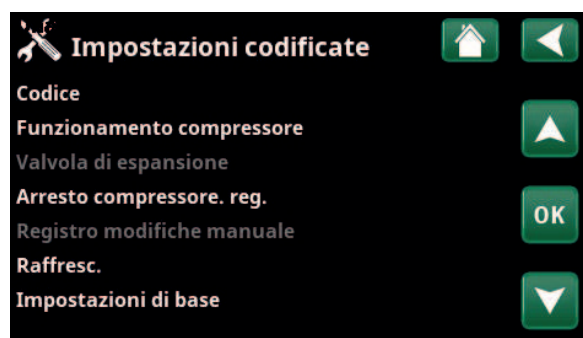 Impostazioni codificate
Codice
Funzionamento compressore
Valvola di espansione
Arresto compressore. reg.
OK
Registro modifiche manuale
Raffresc.
Impostazioni di base